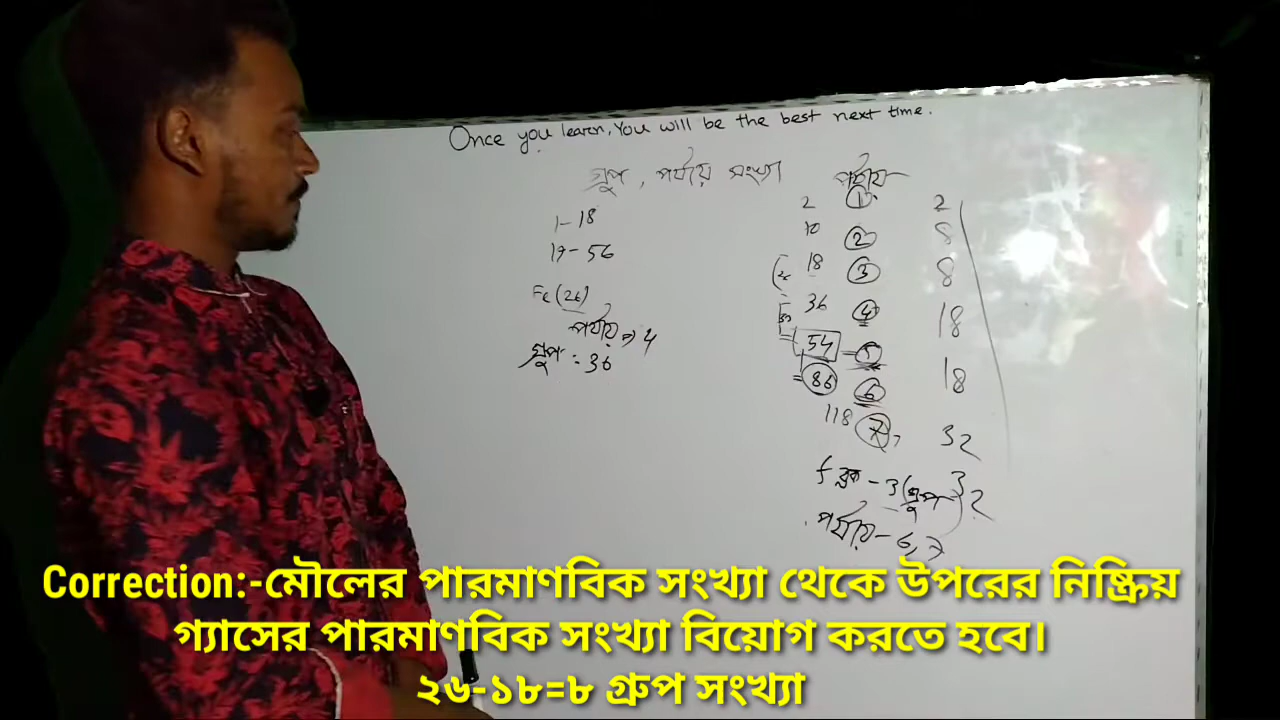 Once you learn, You will be the best next time.
গ্রুপ, পর্যায় সংখ্যা
পর্যায়
1-18
19-56
Fe (26)
পর্যায় ⇒ 4
গ্রুপ : 36
2 1 2
10 2 8
18 3 8
36 4 18
= 54 = 5 18
= 86 6 32
118 7
f ব্লক - 3 (গ্রুপ
পর্যায় - 6, 7
Correction:-মৌলের পারমাণবিক সংখ্যা থেকে উপরের নিষ্ক্রিয়
গ্যাসের পারমাণবিক সংখ্যা বিয়োগ করতে হবে।
২৬-১৮=৮ গ্রুপ সংখ্যা